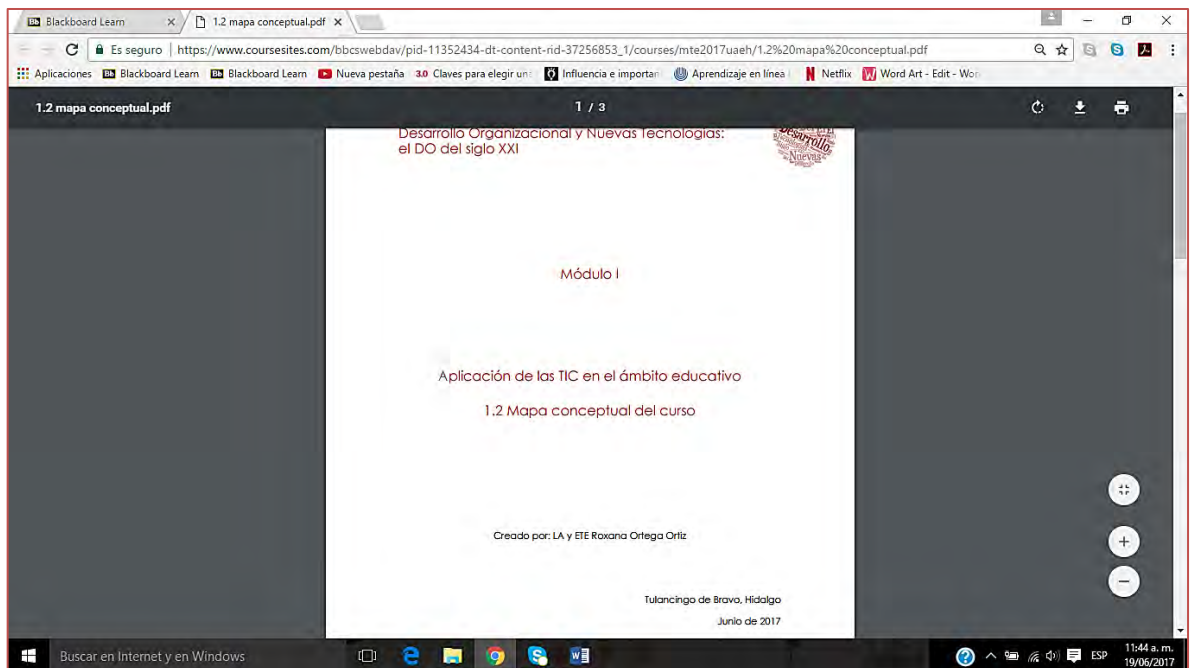 Blackboard Learn
1.2 mapa conceptual.pdf
Es seguro | https://www.coursesites.com/bbcswebdav/pid-11352434-dt-content-rid-37256853_1/courses/mte2017uaeh/1.2%20mapa%20conceptual.pdf
Aplicaciones Blackboard Learn Blackboard Learn Nueva pestaña 3.0 Claves para elegir un Influencia e importan Aprendizaje en línea Netflix Word Art - Edit - Wor
1.2 mapa conceptual.pdf 1 / 3
Desarrollo Organizacional y Nuevas Tecnologías:
el DO del siglo XXI
Desarrollo
Nuevas
Módulo I
Aplicación de las TIC en el ámbito educativo
1.2 Mapa conceptual del curso
Creado por: LA y ETE Roxana Ortega Ortiz
Tulancingo de Bravo, Hidalgo
Junio de 2017
Buscar en Internet y en Windows
ESP
11:44 a. m.
19/06/2017